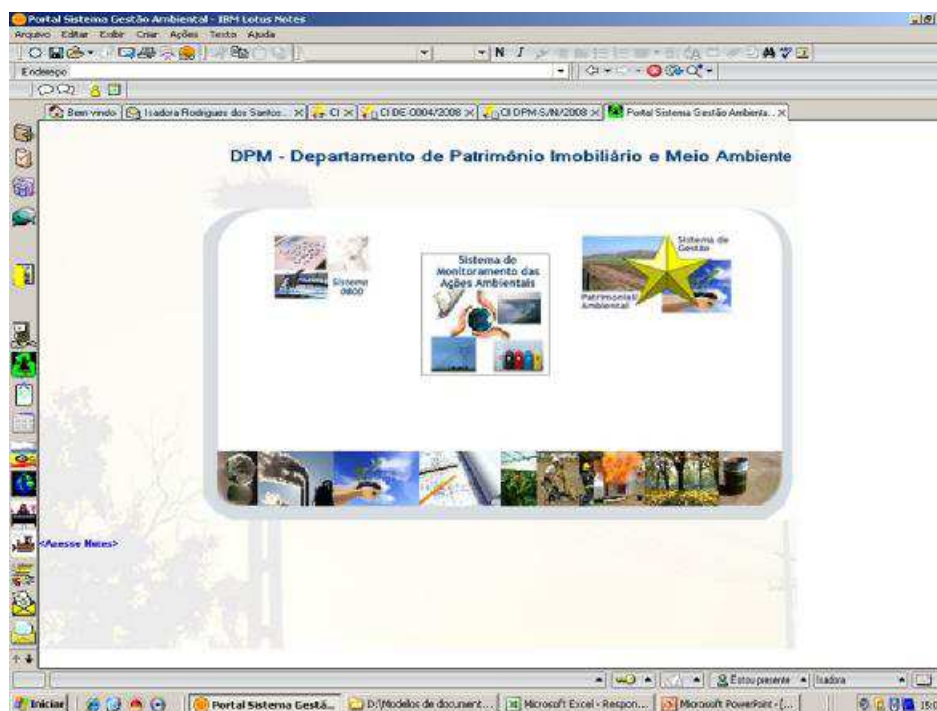 Portal Sistema Gestão Ambiental - IBM Lotus Notes
Arquivo Editar Exibir Criar Ações Texto Ajuda
N I
Endereço
Bem vindo
Isadora Rodrigues dos Santos...
CI
CI DE-0004/2008
CI DPM-S/N/2008
Portal Sistema Gestão Ambienta...
DPM - Departamento de Patrimônio Imobiliário e Meio Ambiente
Sistema
0800
Sistema de
Monitoramento das
Ações Ambientais
Sistema de
Gestão
Patrimonial/
Ambiental
<Acesse Notes>
Estou presente
Isadora
Iniciar
Portal Sistema Gestã...
D:\Modelos de document...
Microsoft Excel - Respon...
Microsoft PowerPoint - [...